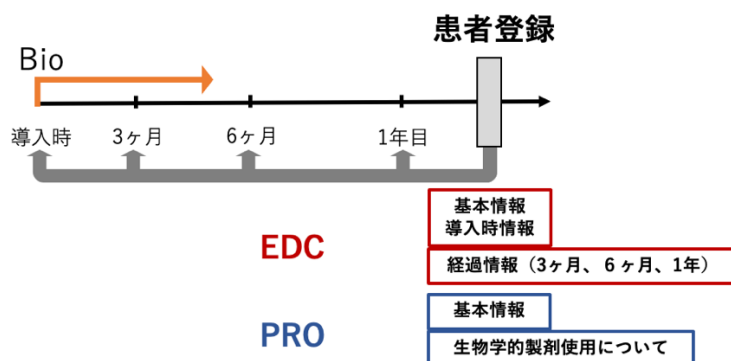 患者登録
Bio
導入時 3ヶ月 6ヶ月 1年目
基本情報
導入時情報
EDC
経過情報（3ヶ月、６ヶ月、1年）
基本情報
PRO
生物学的製剤使用について